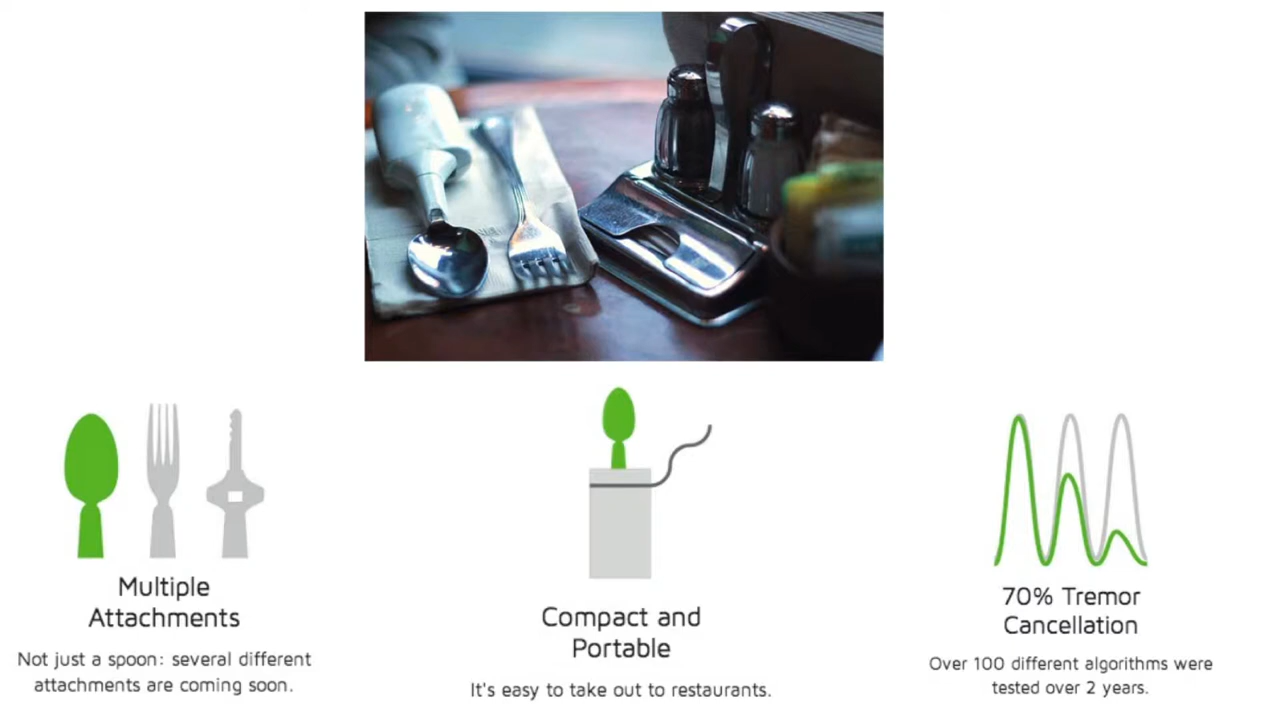 Multiple
Attachments
Not just a spoon: several different
attachments are coming soon.
Compact and
Portable
It's easy to take out to restaurants.
70% Tremor
Cancellation
Over 100 different algorithms were
tested over 2 years.